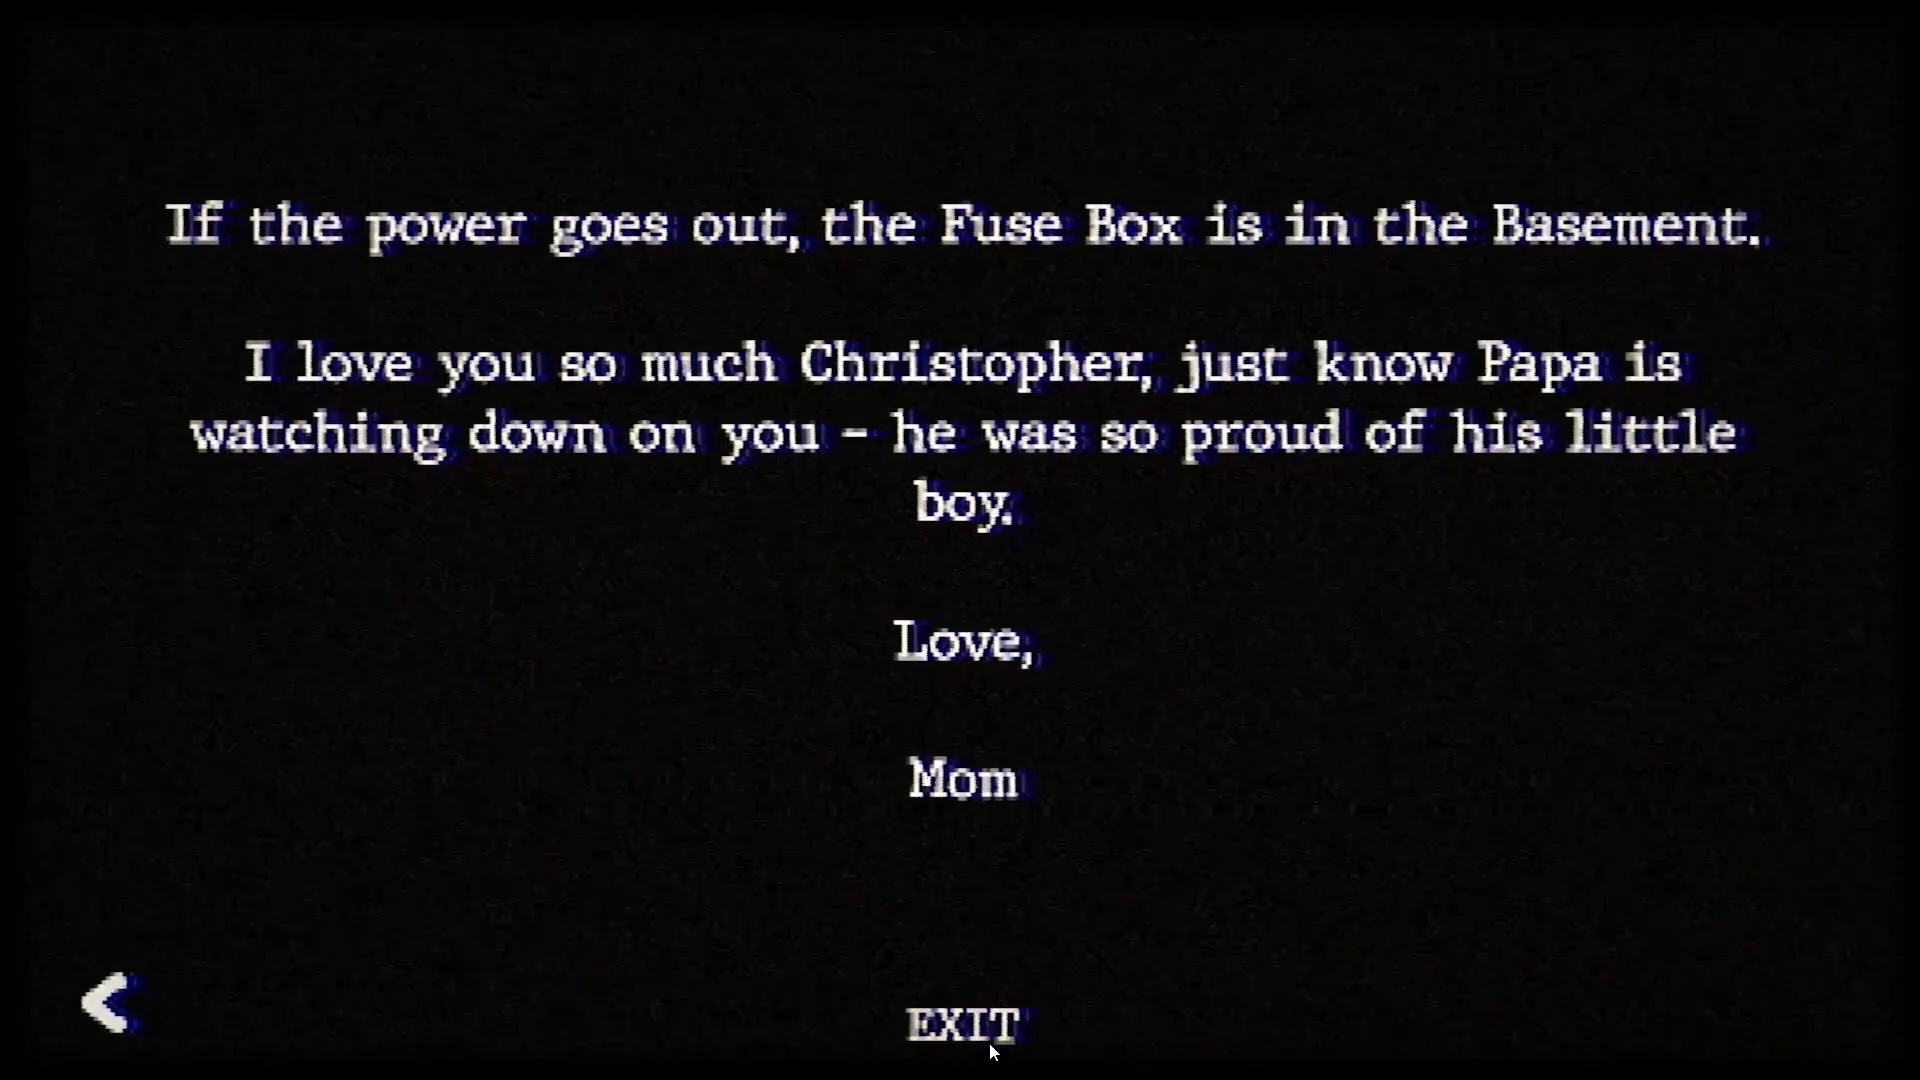 If the power goes out, the Fuse Box is in the Basement.
I love you so much Christopher, just know Papa is
watching down on you - he was so proud of his little
boy.
Love,
Mom
<
EXIT